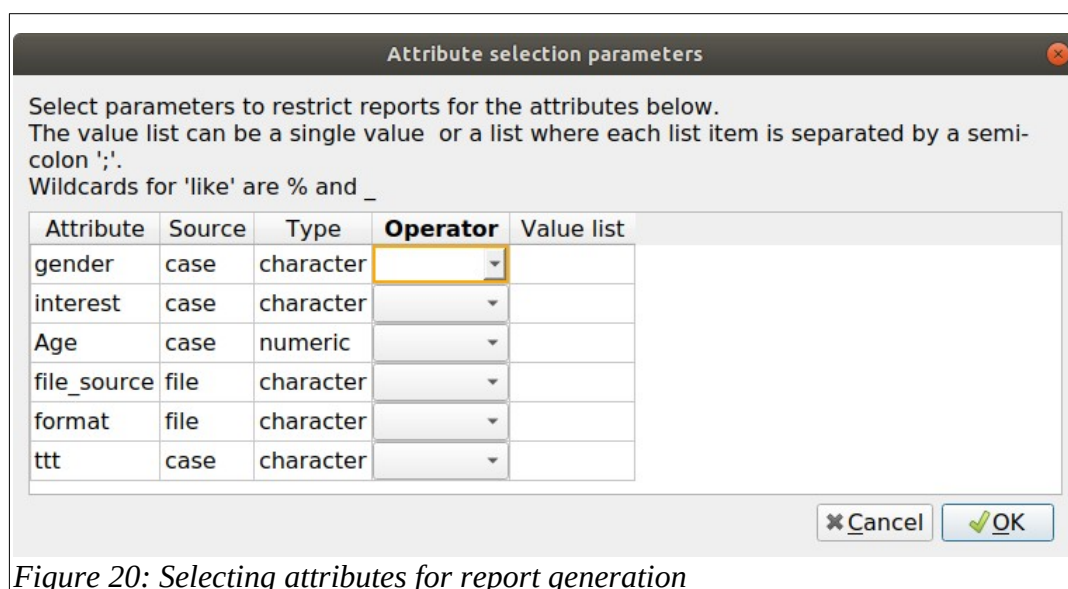 Attribute selection parameters
Select parameters to restrict reports for the attributes below.
The value list can be a single value  or a list where each list item is separated by a semi-
colon ';'.
Wildcards for 'like' are % and _
Attribute Source Type Operator Value list
gender case character
interest case character
Age case numeric
file_source file character
format file character
ttt case character
Cancel OK
Figure 20: Selecting attributes for report generation